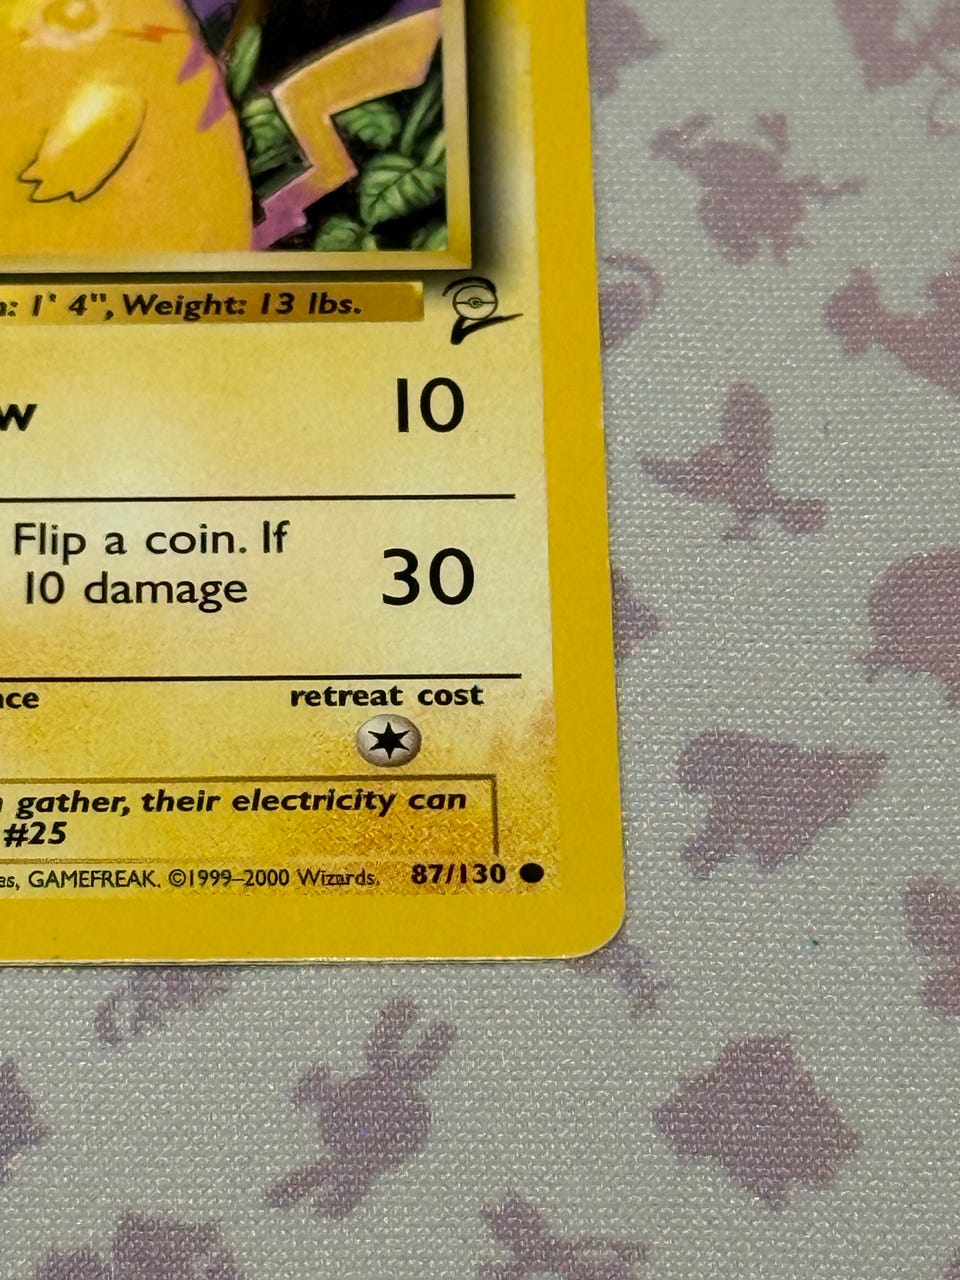 : 1' 4", Weight: 13 lbs.
w
10
Flip a coin. If
10 damage
30
ce
retreat cost
gather, their electricity can
#25
as, GAMEFREAK. ©1999–2000 Wizards.
87/130